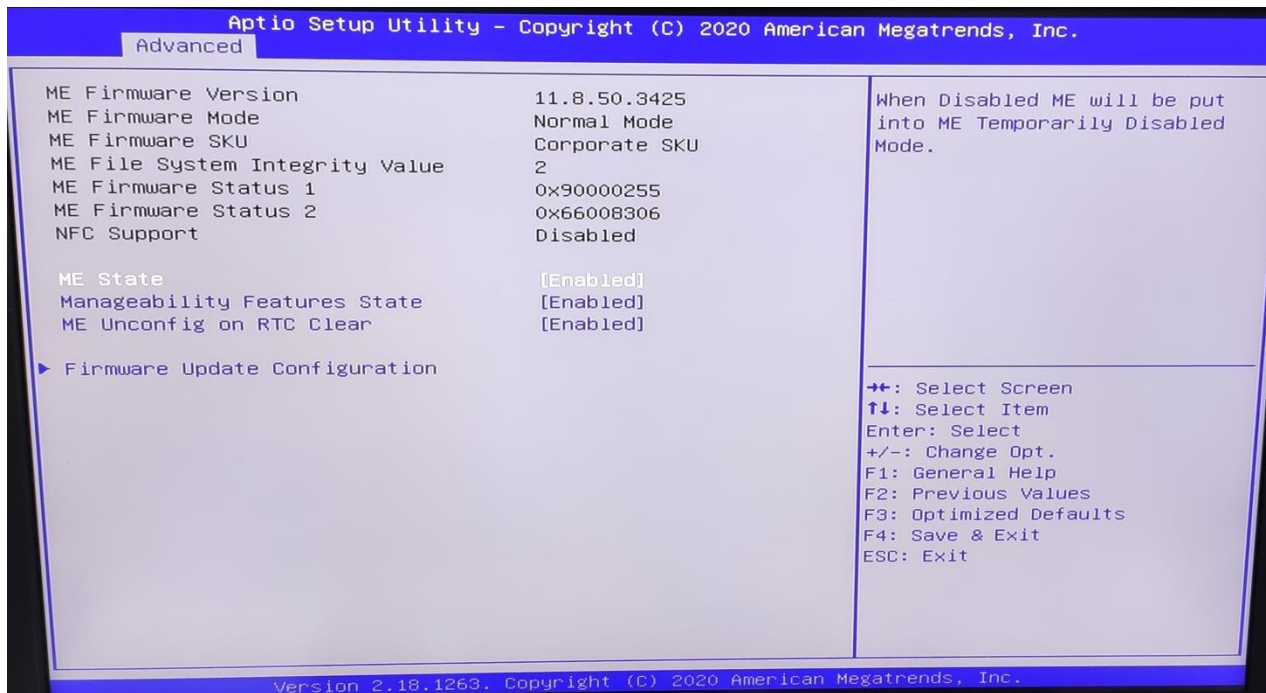 Aptio Setup Utility – Copyright (C) 2020 American Megatrends, Inc.
Advanced
ME Firmware Version 11.8.50.3425
ME Firmware Mode Normal Mode
ME Firmware SKU Corporate SKU
ME File System Integrity Value 2
ME Firmware Status 1 0x90000255
ME Firmware Status 2 0x66008306
NFC Support Disabled
ME State [Enabled]
Manageability Features State [Enabled]
ME Unconfig on RTC Clear [Enabled]
▶ Firmware Update Configuration
When Disabled ME will be put
into ME Temporarily Disabled
Mode.
→←: Select Screen
↑↓: Select Item
Enter: Select
+/-: Change Opt.
F1: General Help
F2: Previous Values
F3: Optimized Defaults
F4: Save & Exit
ESC: Exit
Version 2.18.1263. Copyright (C) 2020 American Megatrends, Inc.